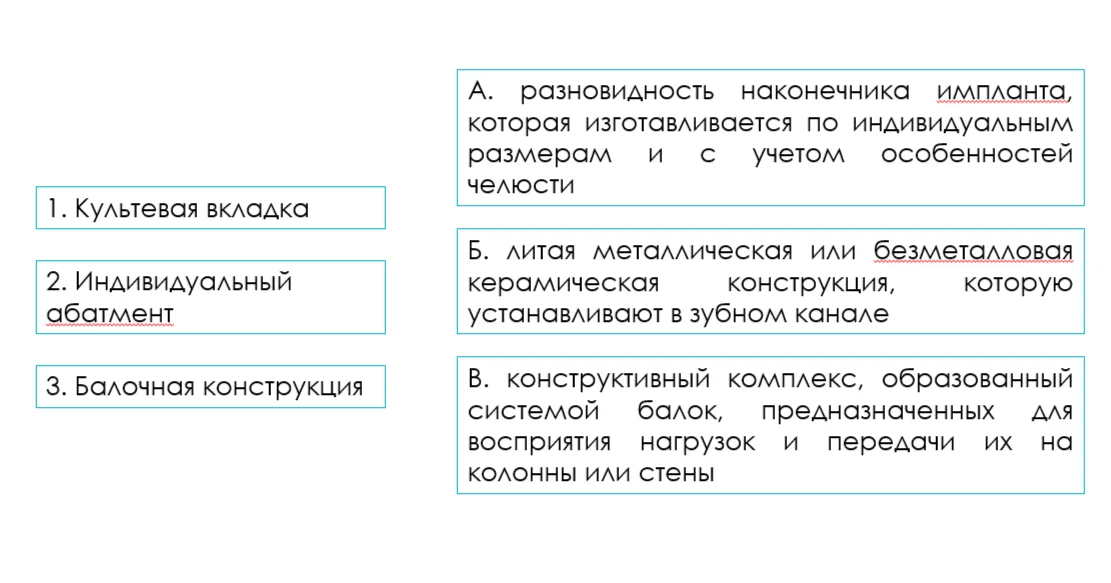 1. Культевая вкладка
2. Индивидуальный
абатмент
3. Балочная конструкция
А. разновидность наконечника импланта,
которая изготавливается по индивидуальным
размерам и с учетом особенностей
челюсти
Б. литая металлическая или безметалловая
керамическая конструкция, которую
устанавливают в зубном канале
В. конструктивный комплекс, образованный
системой балок, предназначенных для
восприятия нагрузок и передачи их на
колонны или стены